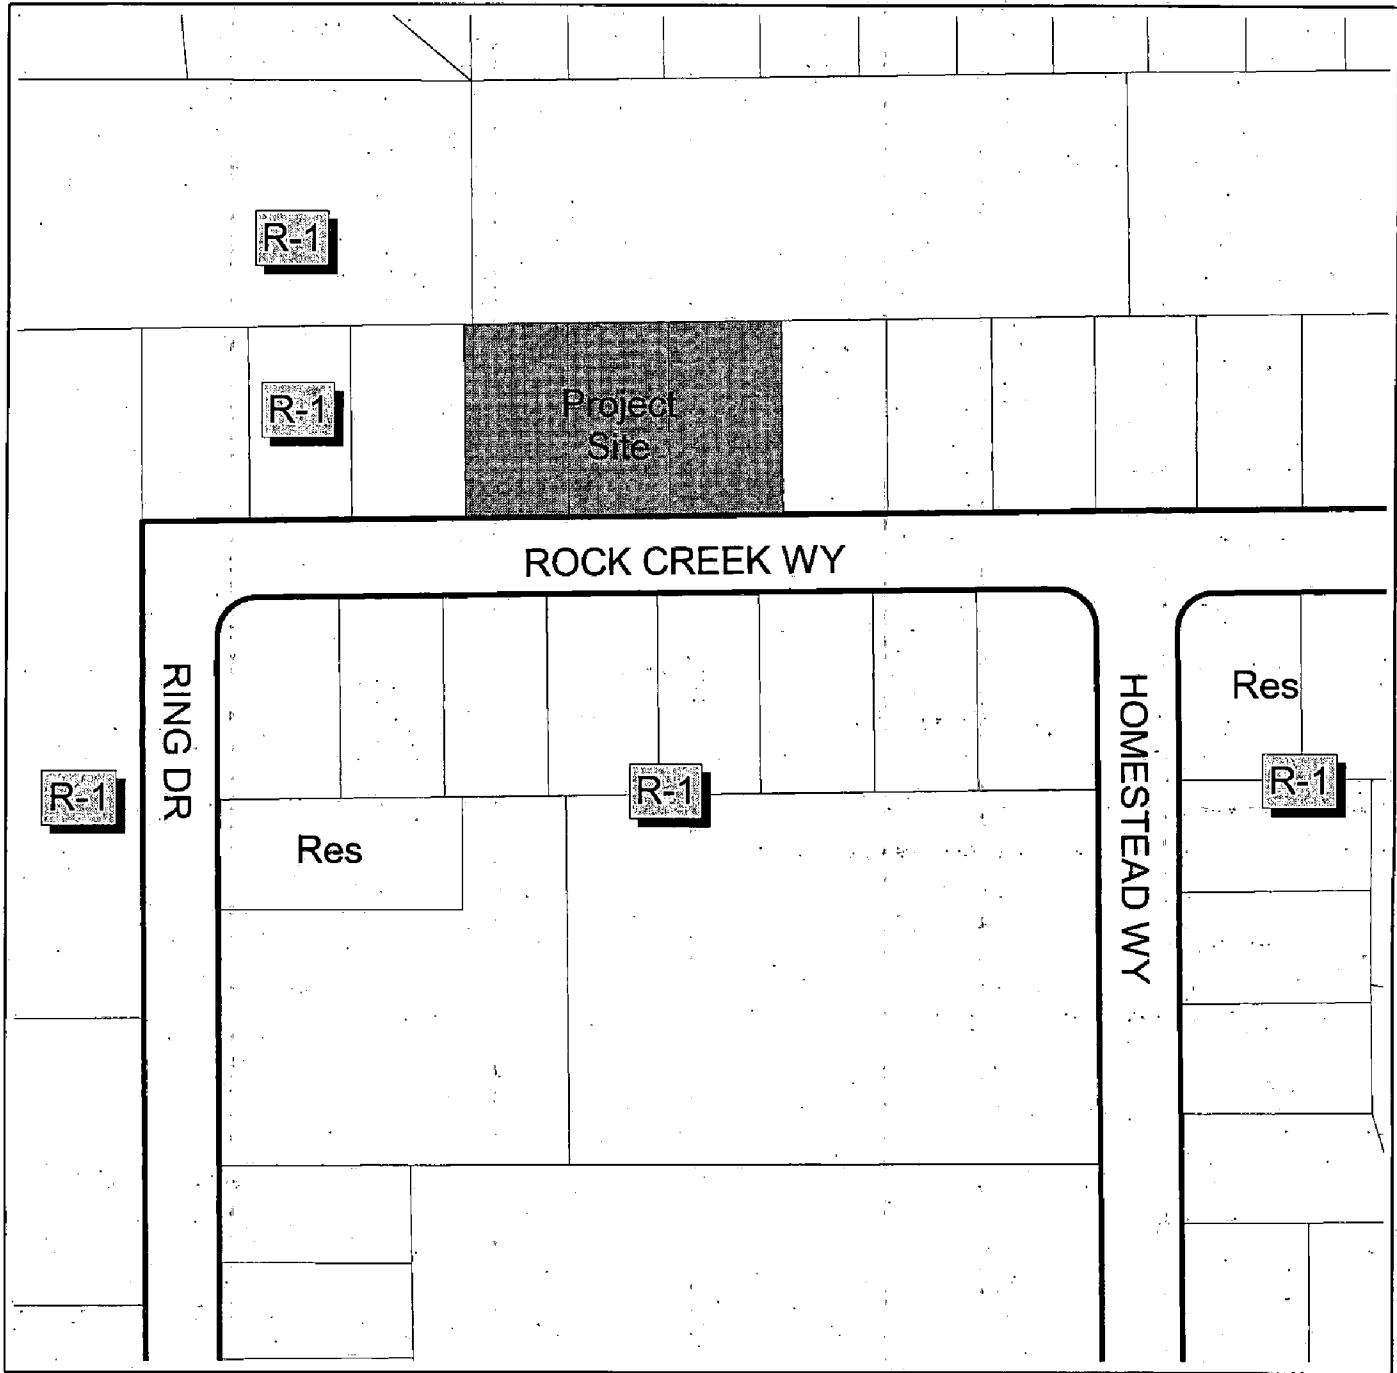 R-1
R-1
Project
Site
ROCK CREEK WY
RING DR
HOMESTEAD WY
Res
R-1
R-1
R-1
Res